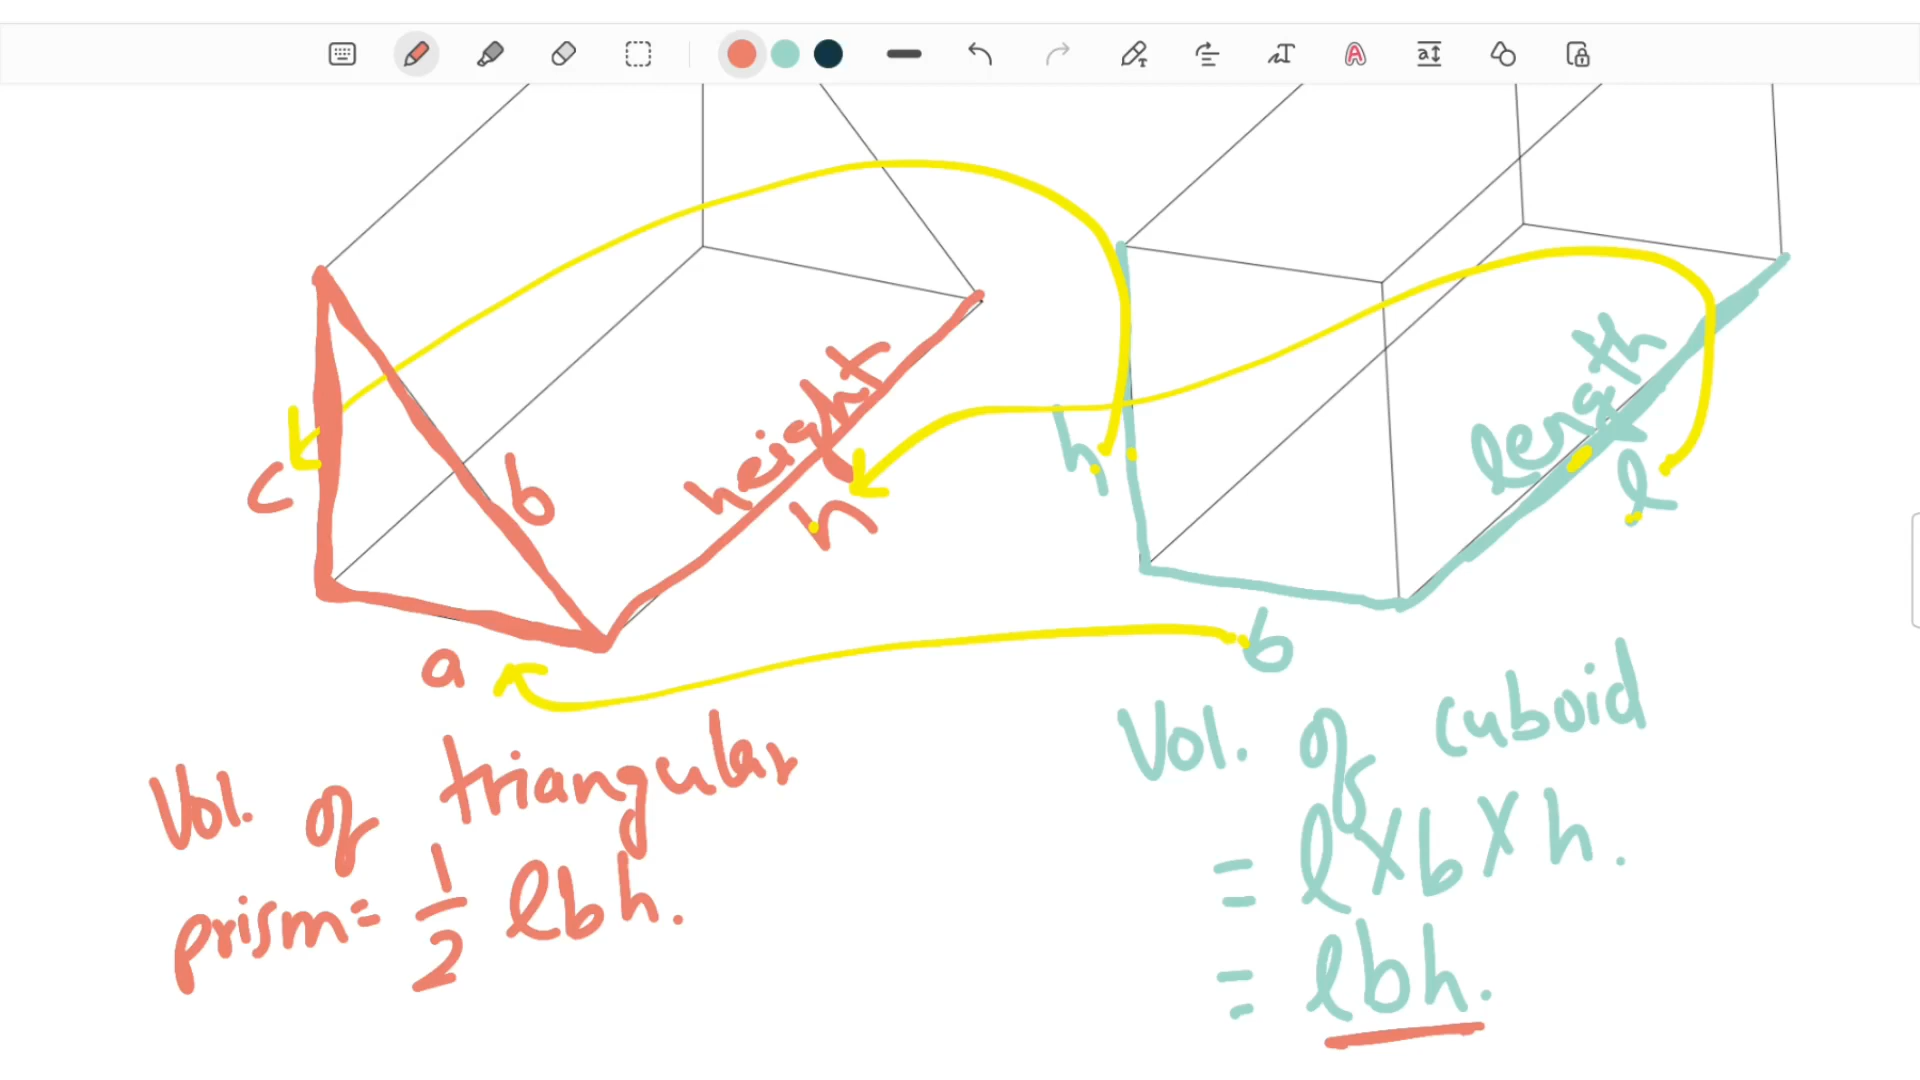 c
b
height
h
a
h
length
l
b
Vol. of triangular
prism = 1/2 lbh.
Vol. of cuboid
= l x b x h.
= lbh.